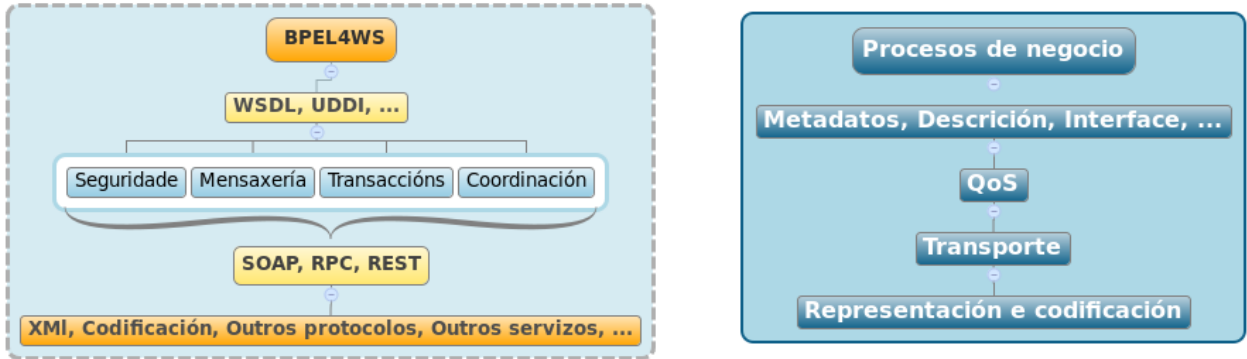 BPEL4WS
WSDL, UDDI, ...
Seguridade Mensaxería Transaccións Coordinación
SOAP, RPC, REST
XMl, Codificación, Outros protocolos, Outros servizos, ...
Procesos de negocio
Metadatos, Descrición, Interface, ...
QoS
Transporte
Representación e codificación